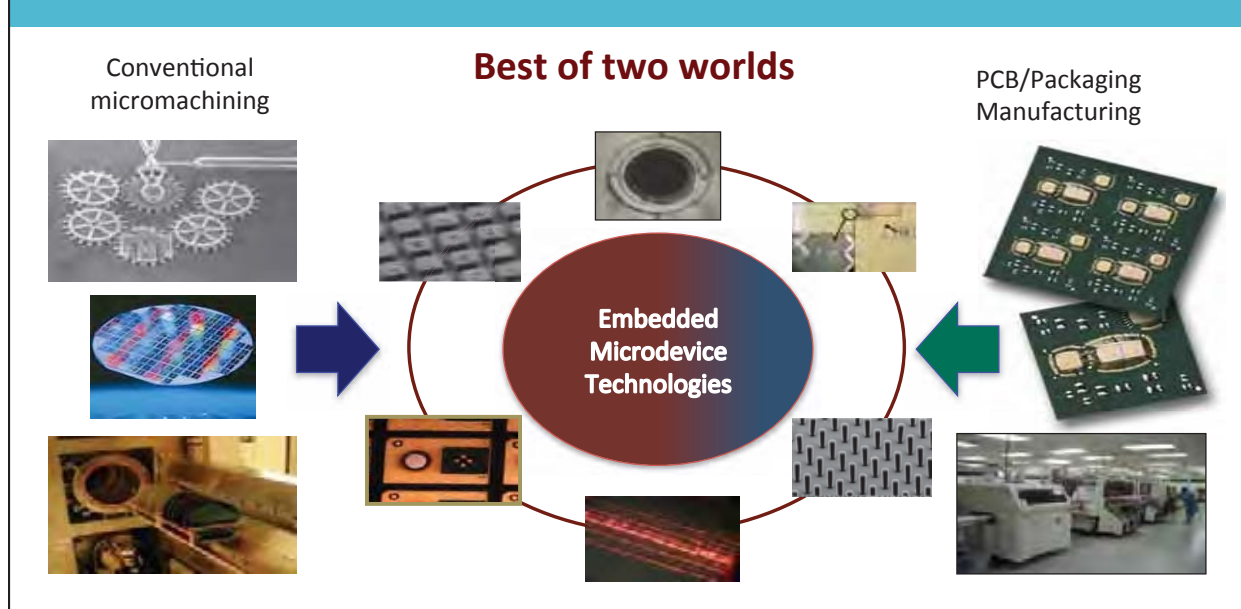 Best of two worlds
Conventional
micromachining
PCB/Packaging
Manufacturing
Embedded
Microdevice
Technologies